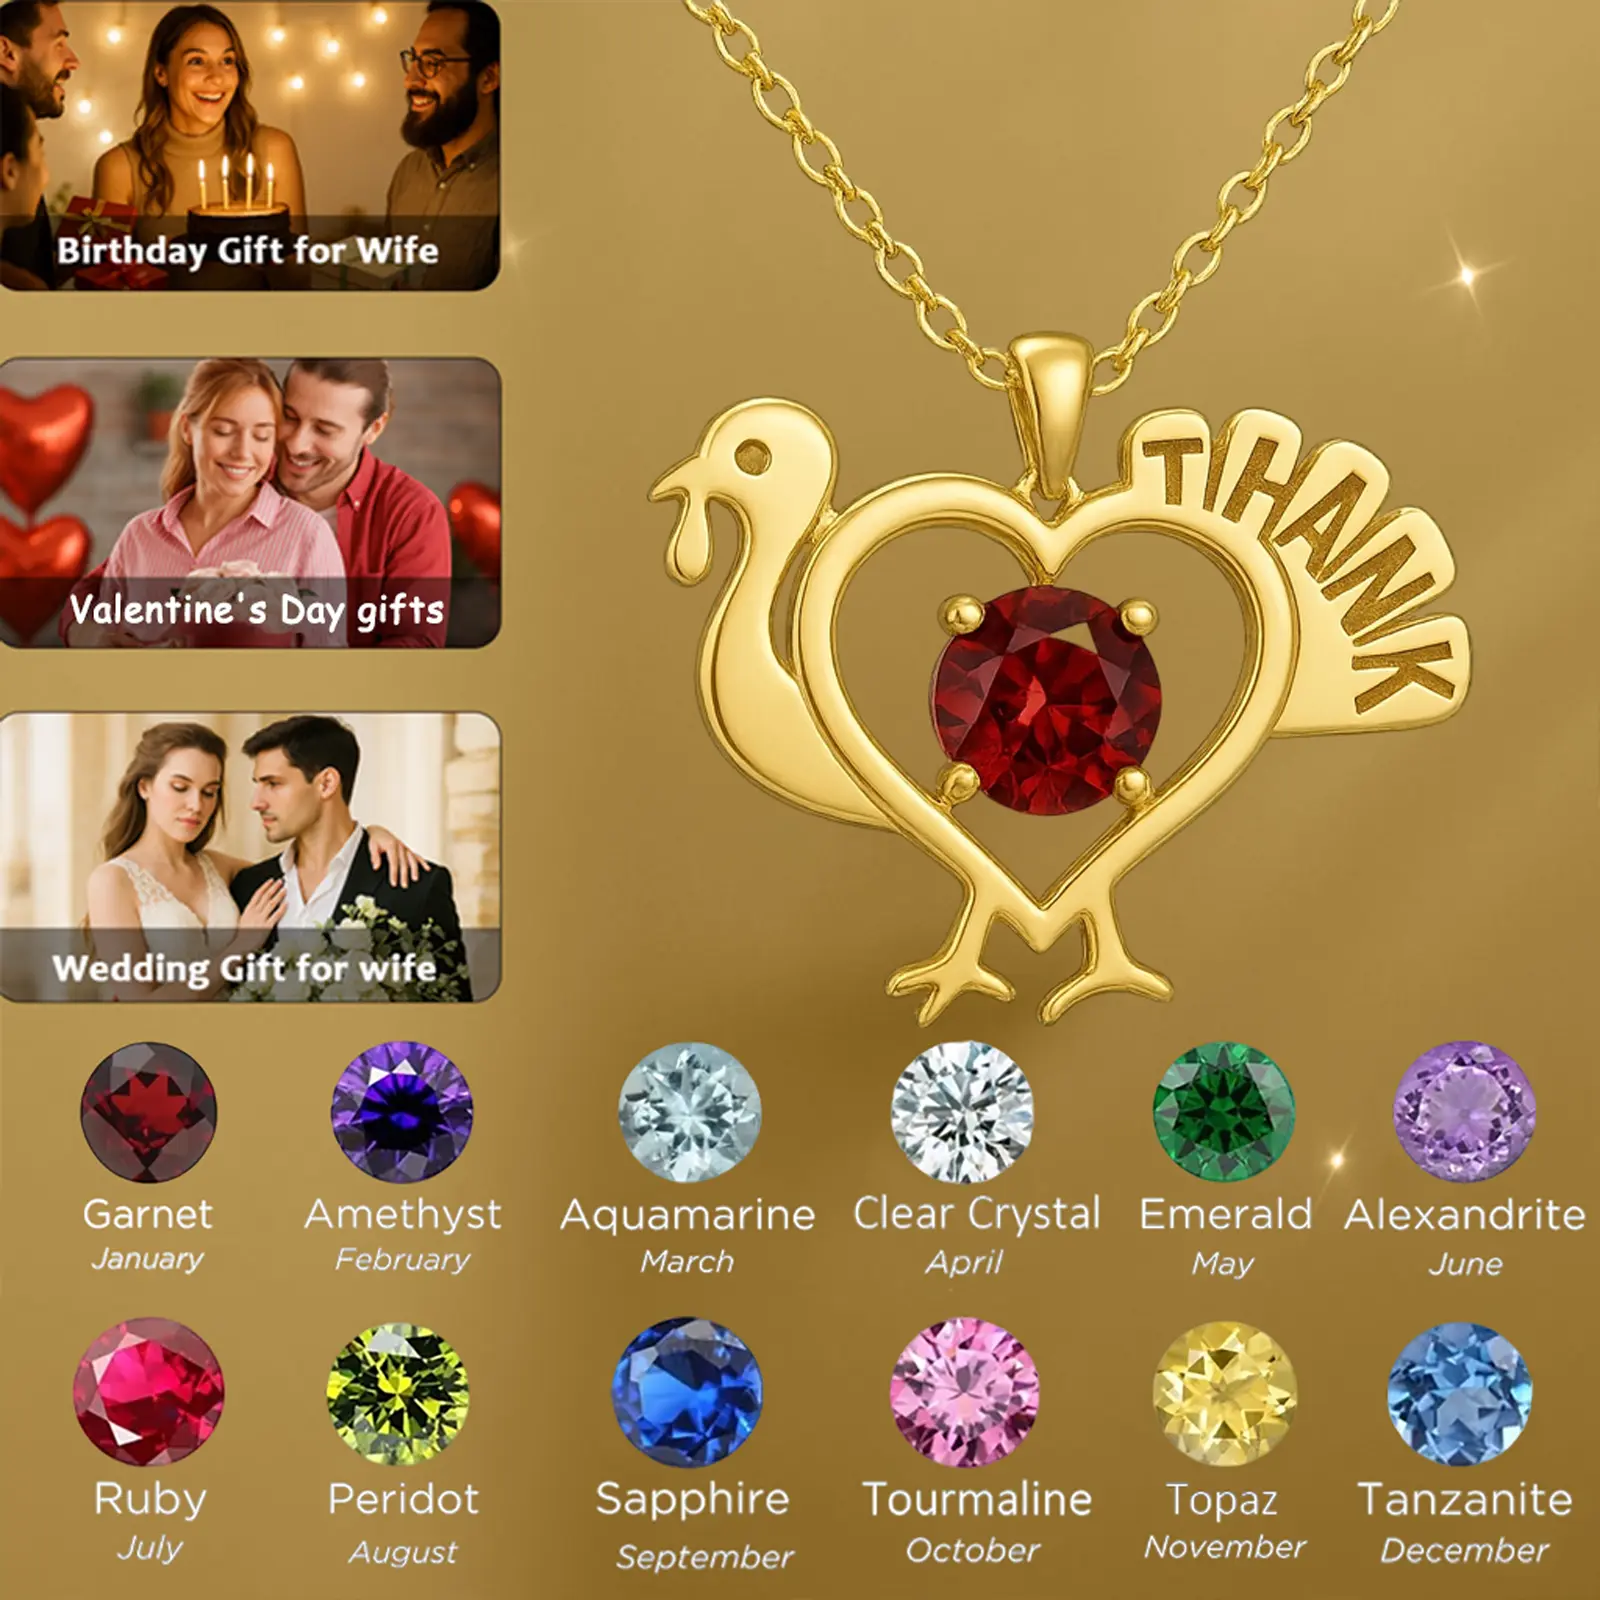 Birthday Gift for Wife
Valentine's Day gifts
Wedding Gift for wife
THANK
Garnet
January
Amethyst
February
Aquamarine
March
Clear Crystal
April
Emerald
May
Alexandrite
June
Ruby
July
Peridot
August
Sapphire
September
Tourmaline
October
Topaz
November
Tanzanite
December